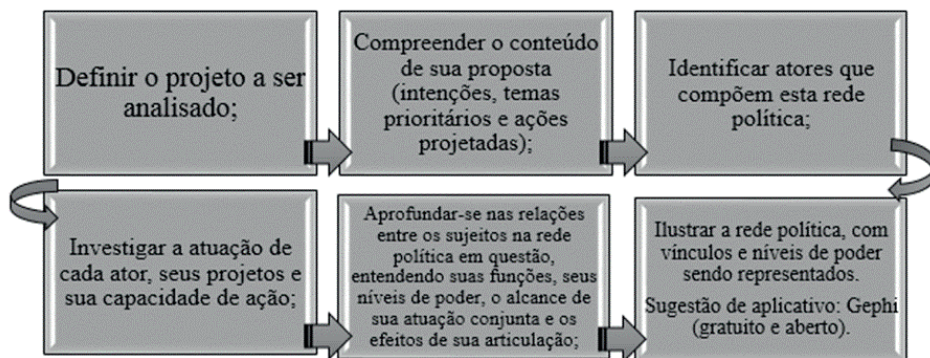 Definir o projeto a ser
analisado;
Compreender o conteúdo
de sua proposta
(intenções, temas
prioritários e ações
projetadas);
Identificar atores que
compõem esta rede
política;
Investigar a atuação de
cada ator, seus projetos e
sua capacidade de ação;
Aprofundar-se nas relações
entre os sujeitos na rede
política em questão,
entendendo suas funções, seus
níveis de poder, o alcance de
sua atuação conjunta e os
efeitos de sua articulação;
Ilustrar a rede política, com
vínculos e níveis de poder
sendo representados.
Sugestão de aplicativo: Gephi
(gratuito e aberto).